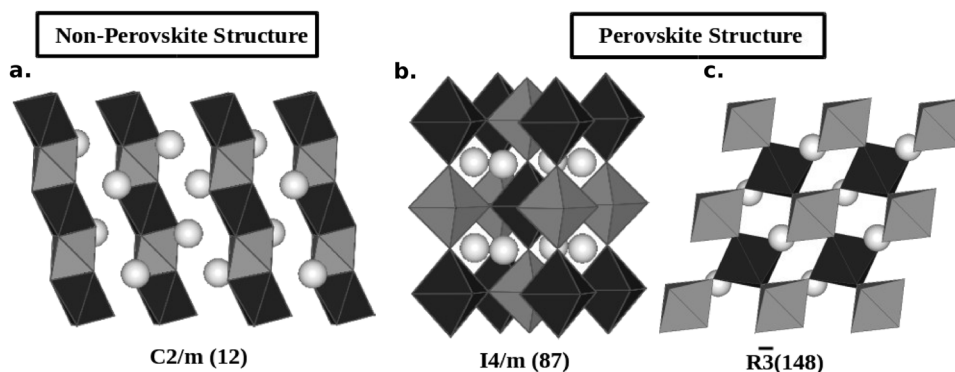 Non-Perovskite Structure
Perovskite Structure
a.
b.
c.
C2/m (12)
I4/m (87)
R3̅(148)